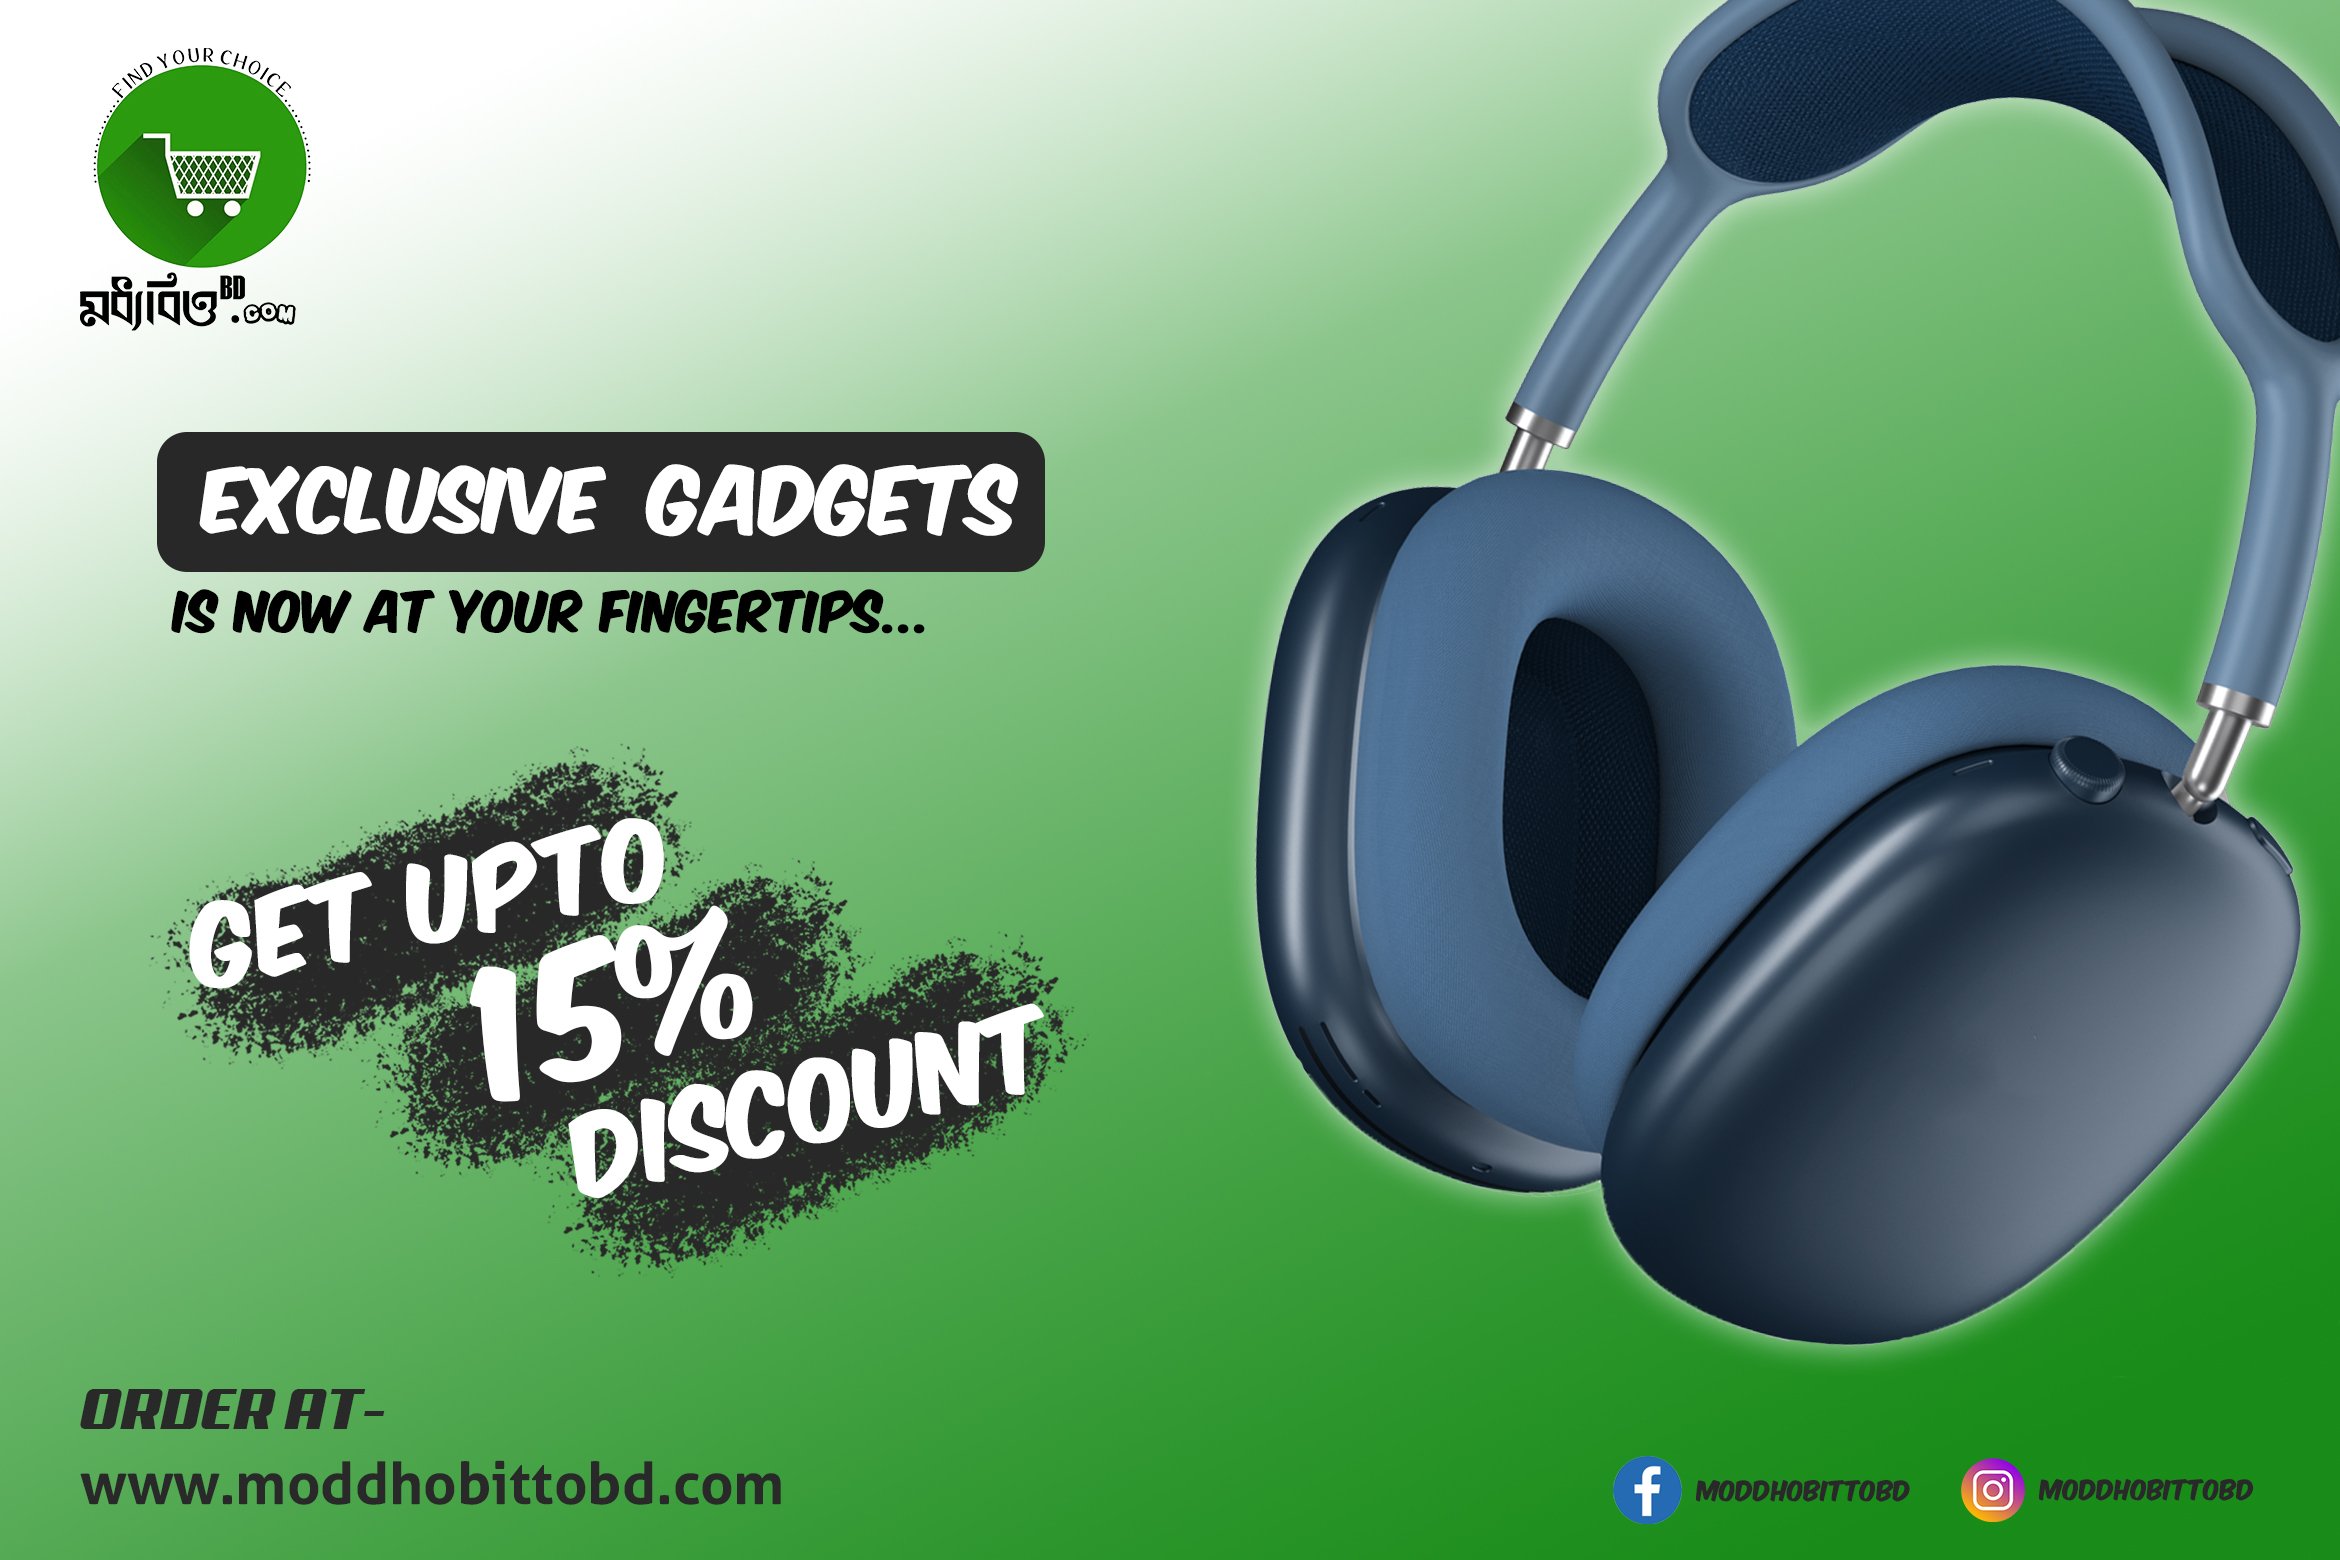 ...FIND YOUR CHOICE...
মধ্যবিত্ত BD .COM
EXCLUSIVE GADGETS
IS NOW AT YOUR FINGERTIPS...
GET UPTO
15%
DISCOUNT
ORDER AT-
www.moddhobittobd.com
MODDHOBITTOBD
MODDHOBITTOBD